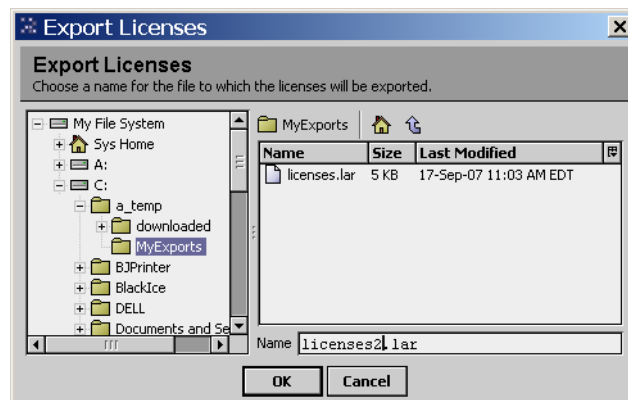 Export Licenses
Export Licenses
Choose a name for the file to which the licenses will be exported.
My File System
Sys Home
A:
C:
a_temp
downloaded
MyExports
BJPrinter
BlackIce
DELL
Documents and Se
MyExports
Name Size Last Modified
licenses.lar 5 KB 17-Sep-07 11:03 AM EDT
Name licenses2.lar
OK Cancel